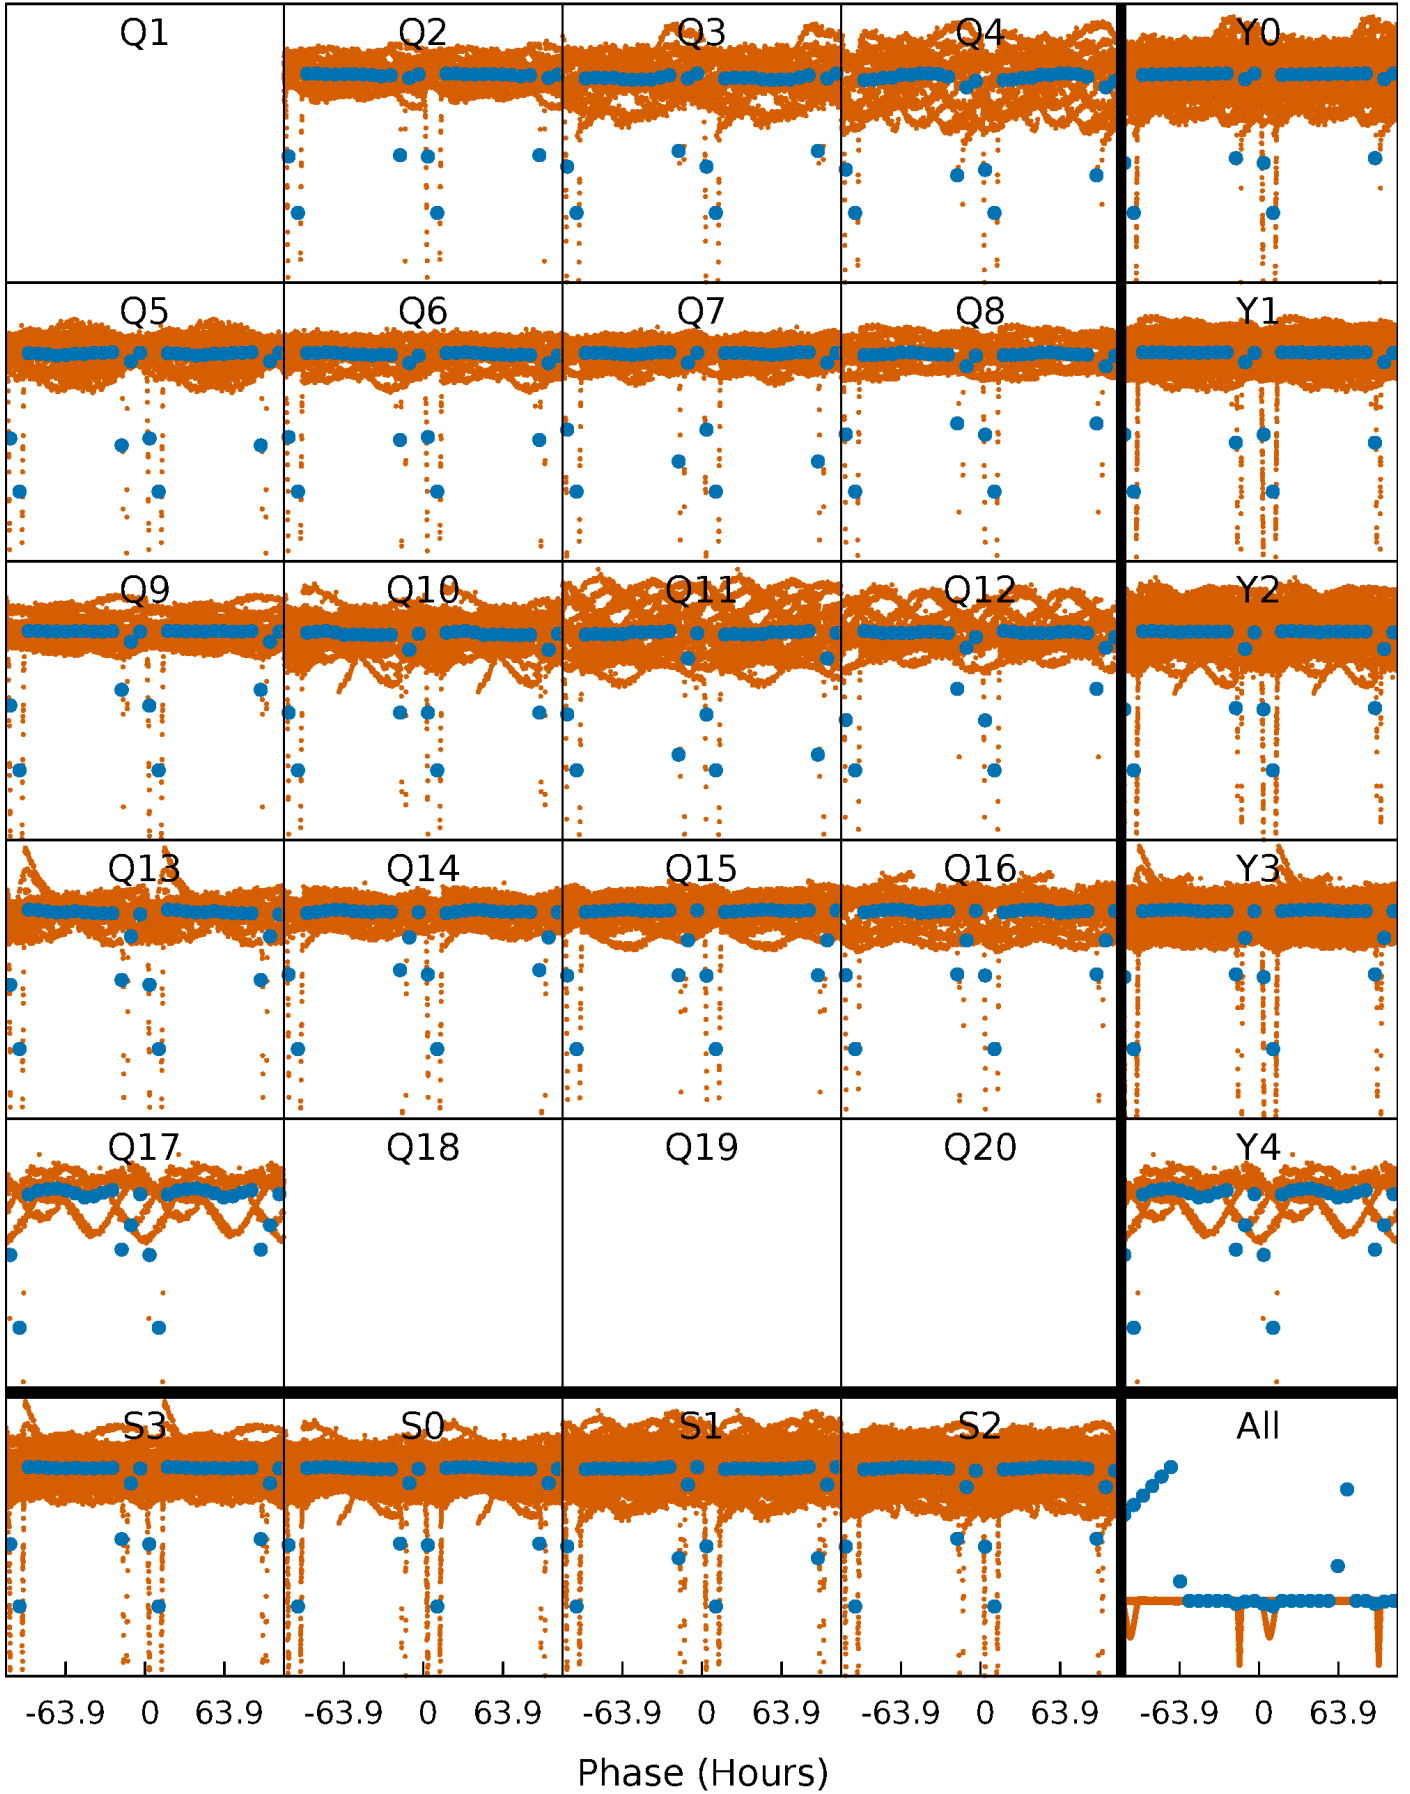 Q1 Q2 Q3 Q4 Y0
Q5 Q6 Q7 Q8 Y1
Q9 Q10 Q11 Q12 Y2
Q13 Q14 Q15 Q16 Y3
Q17 Q18 Q19 Q20 Y4
S3 S0 S1 S2 All
-63.9 0 63.9 -63.9 0 63.9 -63.9 0 63.9 -63.9 0 63.9 -63.9 0 63.9
Phase (Hours)